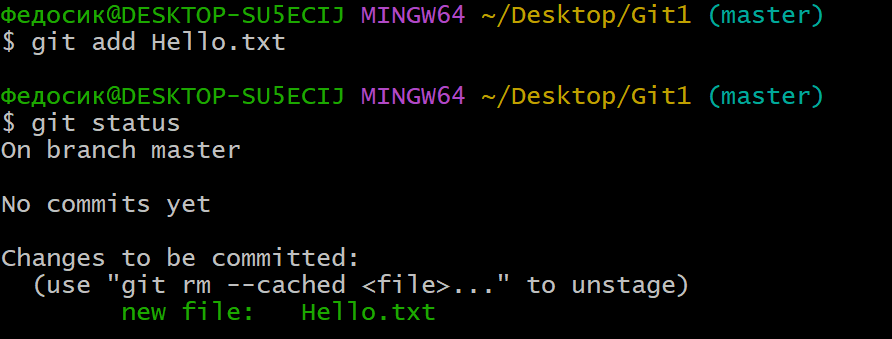 Федосик@DESKTOP-SU5ECIJ MINGW64 ~/Desktop/Git1 (master)
$ git add Hello.txt
Федосик@DESKTOP-SU5ECIJ MINGW64 ~/Desktop/Git1 (master)
$ git status
On branch master
No commits yet
Changes to be committed:
  (use "git rm --cached <file>..." to unstage)
        new file:   Hello.txt